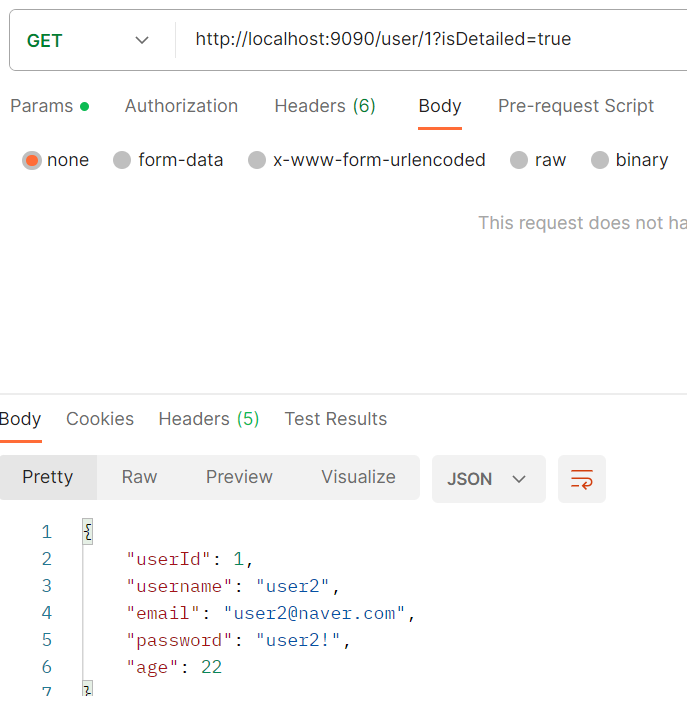 GET http://localhost:9090/user/1?isDetailed=true
Params Authorization Headers (6) Body Pre-request Script
none form-data x-www-form-urlencoded raw binary
This request does not ha
Body Cookies Headers (5) Test Results
Pretty Raw Preview Visualize JSON
1 {
2 "userId": 1,
3 "username": "user2",
4 "email": "user2@naver.com",
5 "password": "user2!",
6 "age": 22
7 }